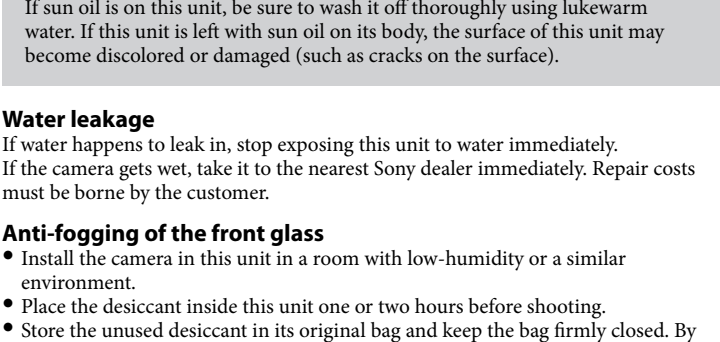 If sun oil is on this unit, be sure to wash it off thoroughly using lukewarm
water. If this unit is left with sun oil on its body, the surface of this unit may
become discolored or damaged (such as cracks on the surface).
Water leakage
If water happens to leak in, stop exposing this unit to water immediately.
If the camera gets wet, take it to the nearest Sony dealer immediately. Repair costs
must be borne by the customer.
Anti-fogging of the front glass
• Install the camera in this unit in a room with low-humidity or a similar
environment.
• Place the desiccant inside this unit one or two hours before shooting.
• Store the unused desiccant in its original bag and keep the bag firmly closed. By